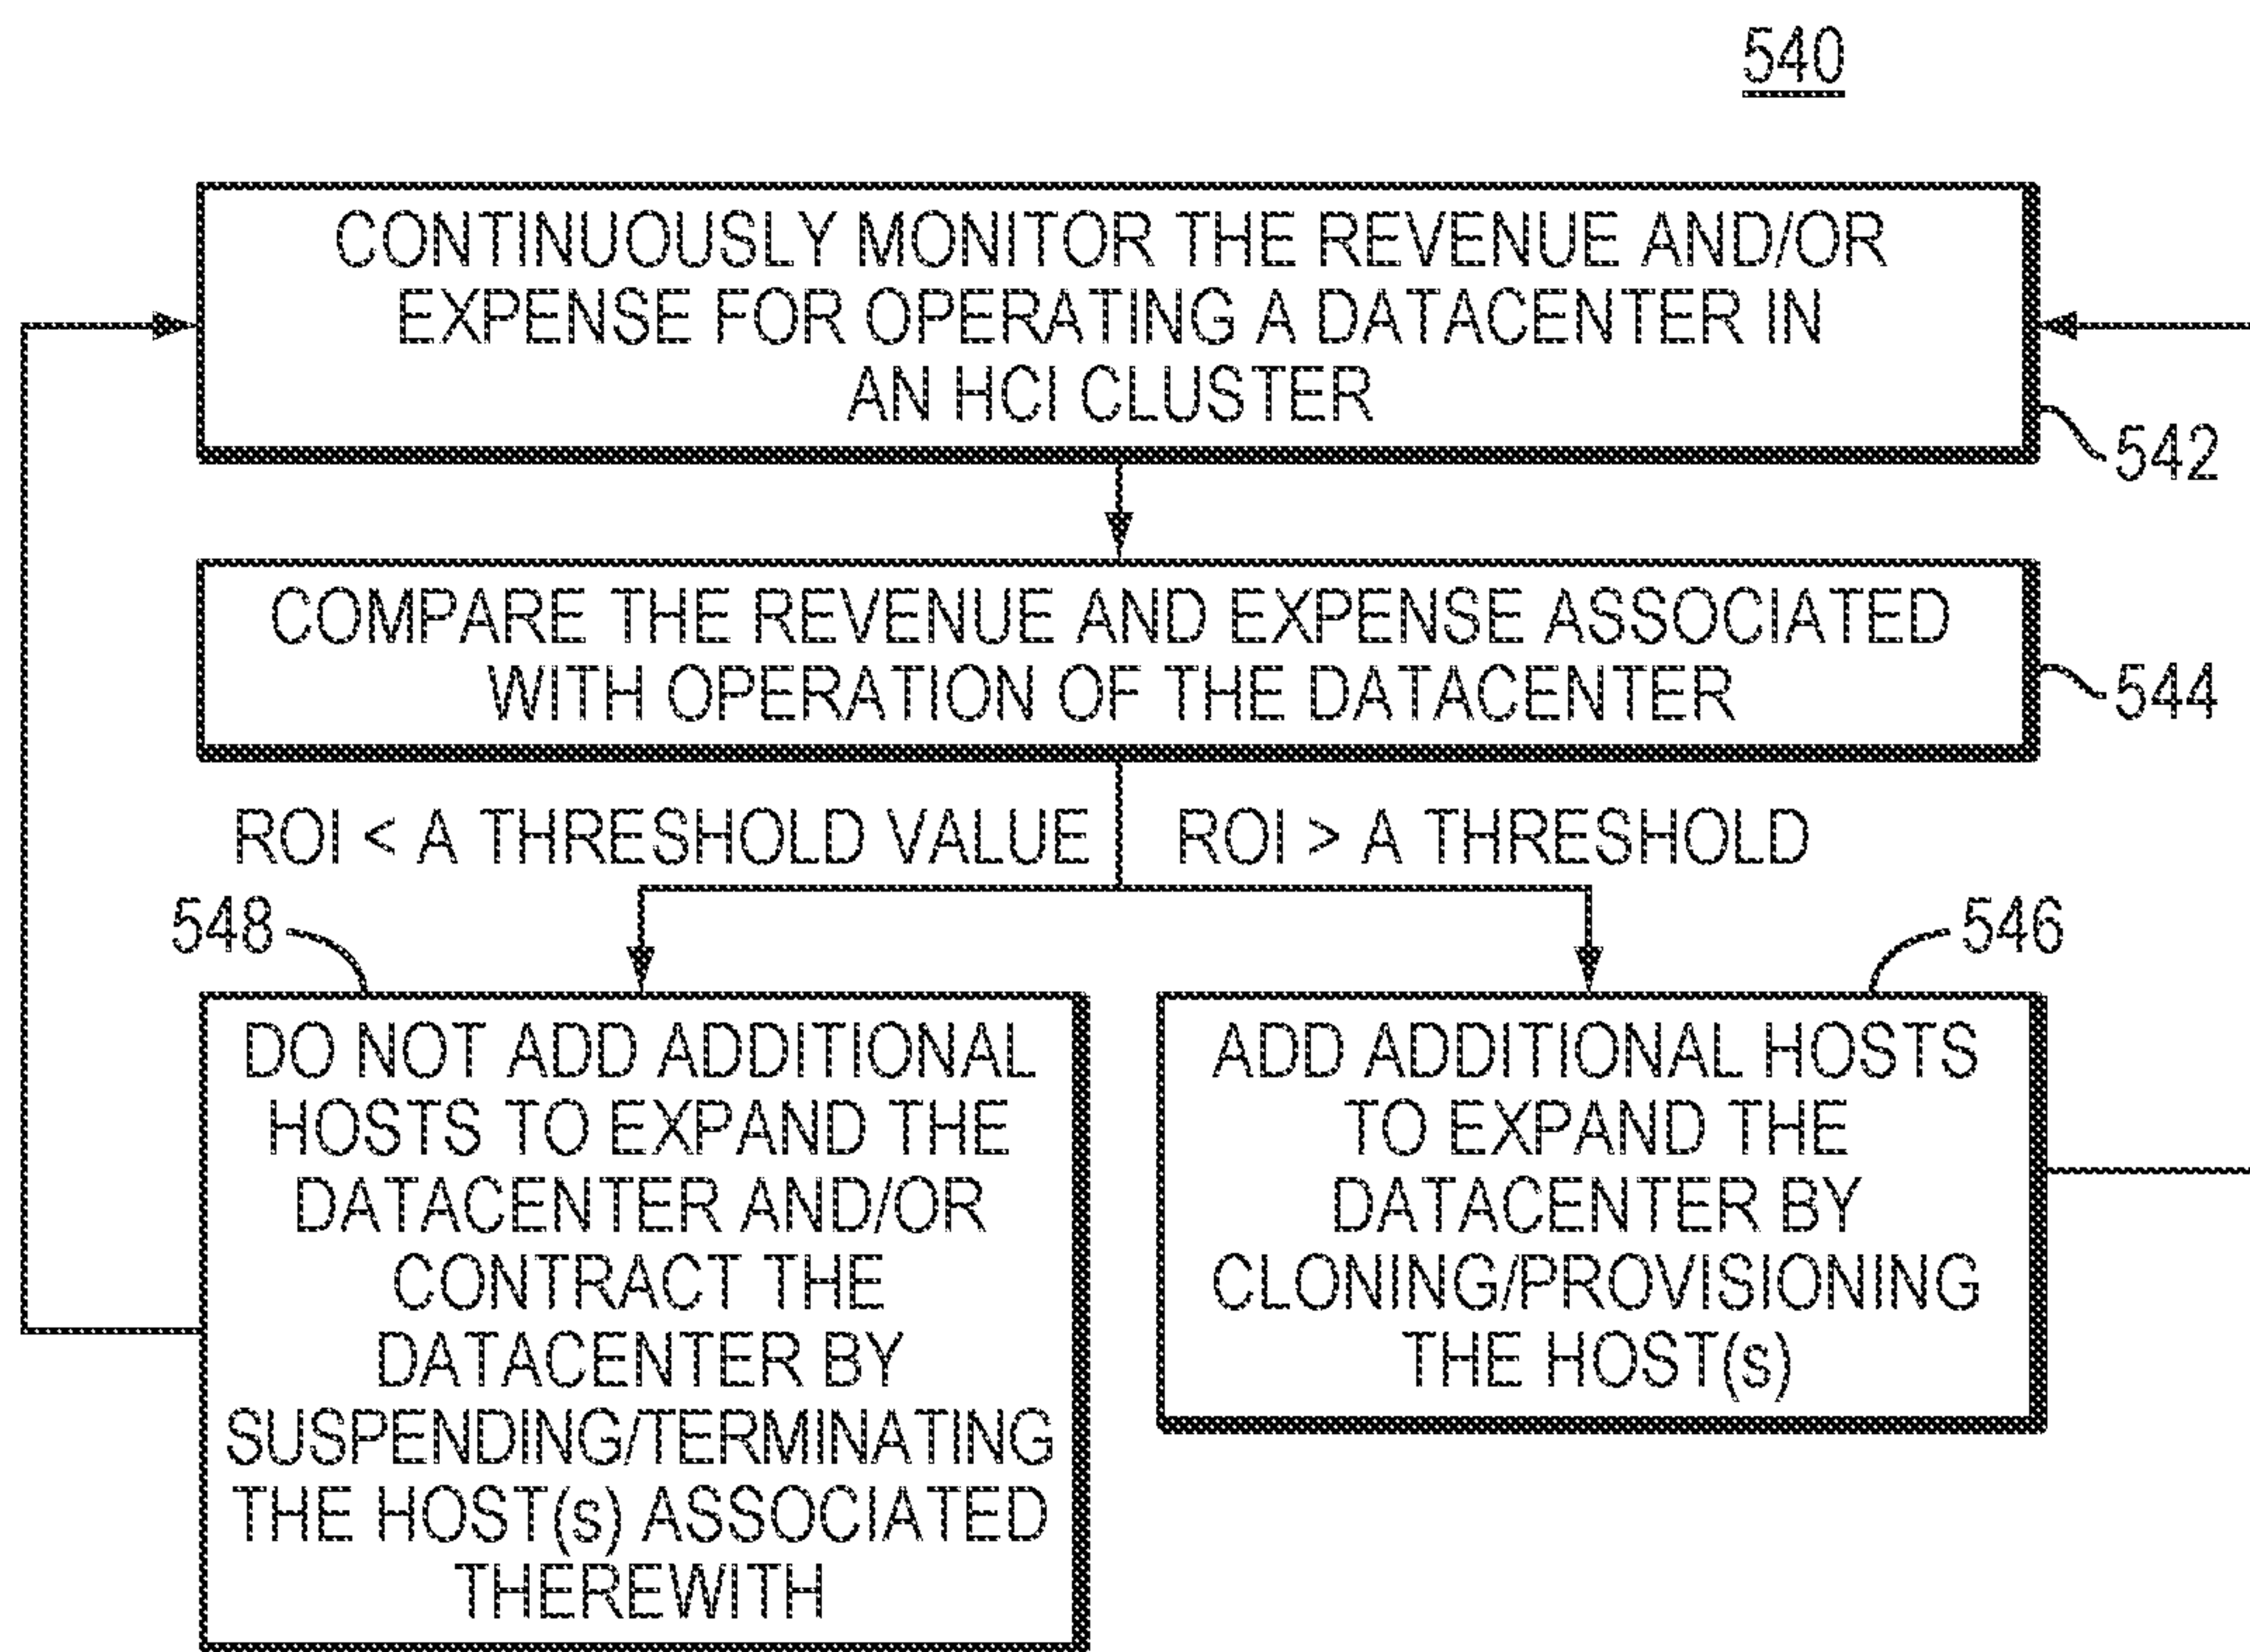 540
CONTINUOUSLY MONITOR THE REVENUE AND/OR
EXPENSE FOR OPERATING A DATACENTER IN
AN HCI CLUSTER
542
COMPARE THE REVENUE AND EXPENSE ASSOCIATED
WITH OPERATION OF THE DATACENTER
544
ROI < A THRESHOLD VALUE
ROI > A THRESHOLD
548
DO NOT ADD ADDITIONAL
HOSTS TO EXPAND THE
DATACENTER AND/OR
CONTRACT THE
DATACENTER BY
SUSPENDING/TERMINATING
THE HOST(s) ASSOCIATED
THEREWITH
546
ADD ADDITIONAL HOSTS
TO EXPAND THE
DATACENTER BY
CLONING/PROVISIONING
THE HOST(s)